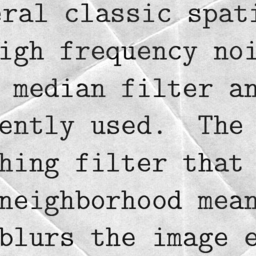 eral classic spati
igh frequency noi
median filter an
ently used. The
hing filter that
neighborhood mean
blurs the image e